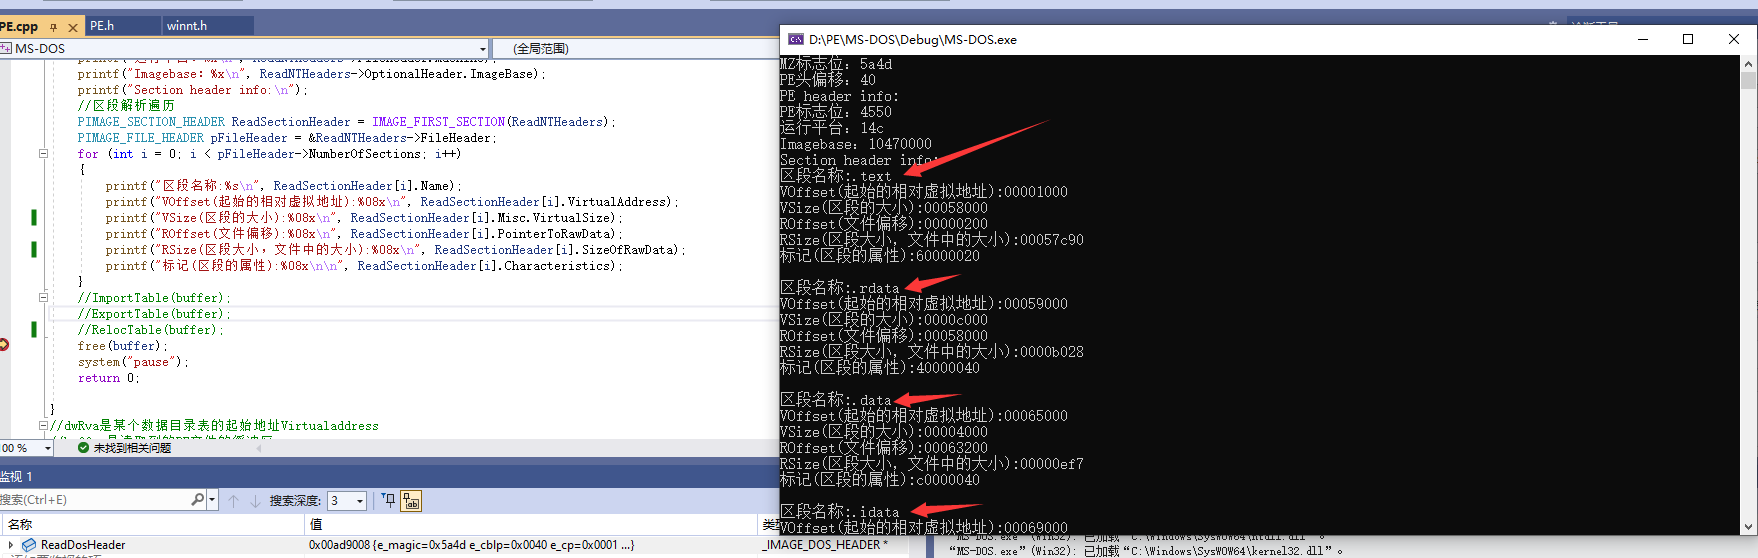 PE.cpp
PE.h
winnt.h
MS-DOS
(全局范围)
printf("Imagebase: %x\n", ReadNTHeaders->OptionalHeader.ImageBase);
printf("Section header info:\n");
//区段解析遍历
PIMAGE_SECTION_HEADER ReadSectionHeader = IMAGE_FIRST_SECTION(ReadNTHeaders);
PIMAGE_FILE_HEADER pFileHeader = &ReadNTHeaders->FileHeader;
for (int i = 0; i < pFileHeader->NumberOfSections; i++)
{
printf("区段名称:%s\n", ReadSectionHeader[i].Name);
printf("VOffset(起始的相对虚拟地址):%08x\n", ReadSectionHeader[i].VirtualAddress);
printf("VSize(区段的大小):%08x\n", ReadSectionHeader[i].Misc.VirtualSize);
printf("ROffset(文件偏移):%08x\n", ReadSectionHeader[i].PointerToRawData);
printf("RSize(区段大小,文件中的大小):%08x\n", ReadSectionHeader[i].SizeOfRawData);
printf("标记(区段的属性):%08x\n\n", ReadSectionHeader[i].Characteristics);
}
//ImportTable(buffer);
//ExportTable(buffer);
//RelocTable(buffer);
free(buffer);
system("pause");
return 0;
}
//dwRva是某个数据目录表的起始地址Virtualaddress
00 %
未找到相关问题
监视 1
搜索(Ctrl+E)
搜索深度: 3
名称
值
类型
ReadDosHeader
0x00ad9008 {e_magic=0x5a4d e_cblp=0x0040 e_cp=0x0001 ...}
_IMAGE_DOS_HEADER *
D:\PE\MS-DOS\Debug\MS-DOS.exe
MZ标志位: 5a4d
PE头偏移: 40
PE header info:
PE标志位: 4550
运行平台: 14c
Imagebase: 10470000
Section header info:
区段名称:.text
VOffset(起始的相对虚拟地址):00001000
VSize(区段的大小):00058000
ROffset(文件偏移):00000200
RSize(区段大小,文件中的大小):00057c90
标记(区段的属性):60000020
区段名称:.rdata
VOffset(起始的相对虚拟地址):00059000
VSize(区段的大小):0000c000
ROffset(文件偏移):00058000
RSize(区段大小,文件中的大小):0000b028
标记(区段的属性):40000040
区段名称:.data
VOffset(起始的相对虚拟地址):00065000
VSize(区段的大小):00004000
ROffset(文件偏移):00063200
RSize(区段大小,文件中的大小):00000ef7
标记(区段的属性):c0000040
区段名称:.idata
VOffset(起始的相对虚拟地址):00069000
"MS-DOS.exe"(Win32): 已加载"C:\Windows\SysWOW64\ntdll.dll"。
"MS-DOS.exe"(Win32): 已加载"C:\Windows\SysWOW64\kernel32.dll"。